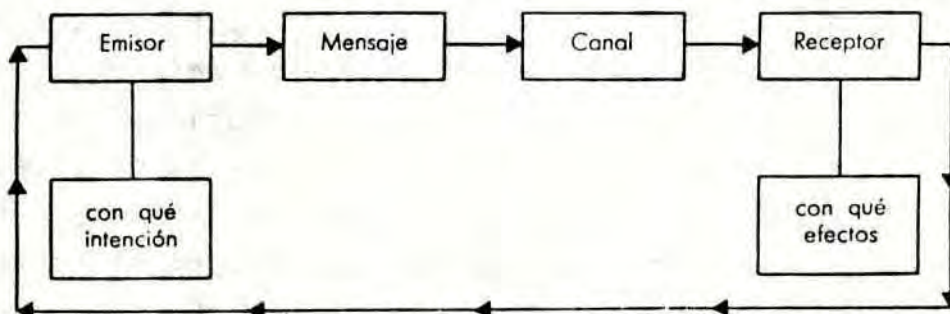 Emisor
Mensaje
Canal
Receptor
con qué
intención
con qué
efectos